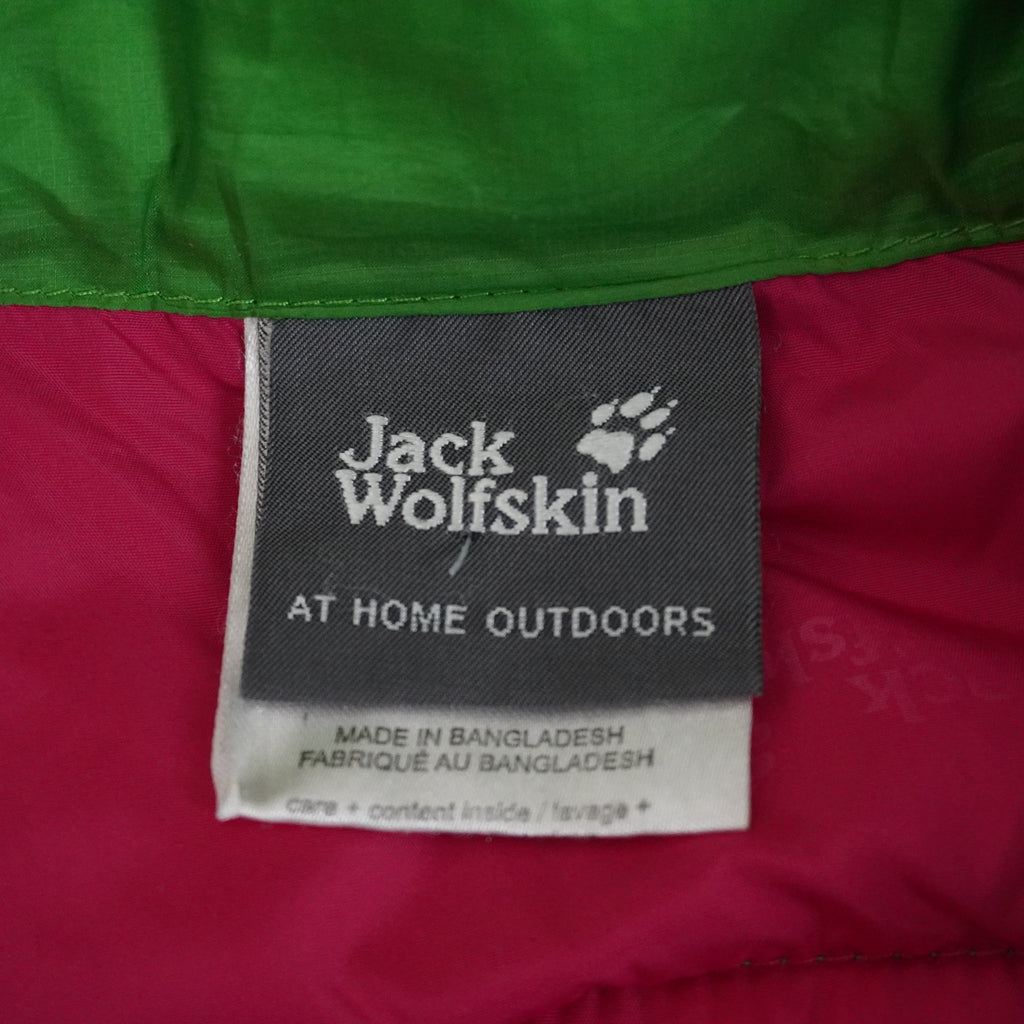 Jack
Wolfskin
AT HOME OUTDOORS
MADE IN BANGLADESH
FABRIQUÉ AU BANGLADESH
care + content inside / lavage +